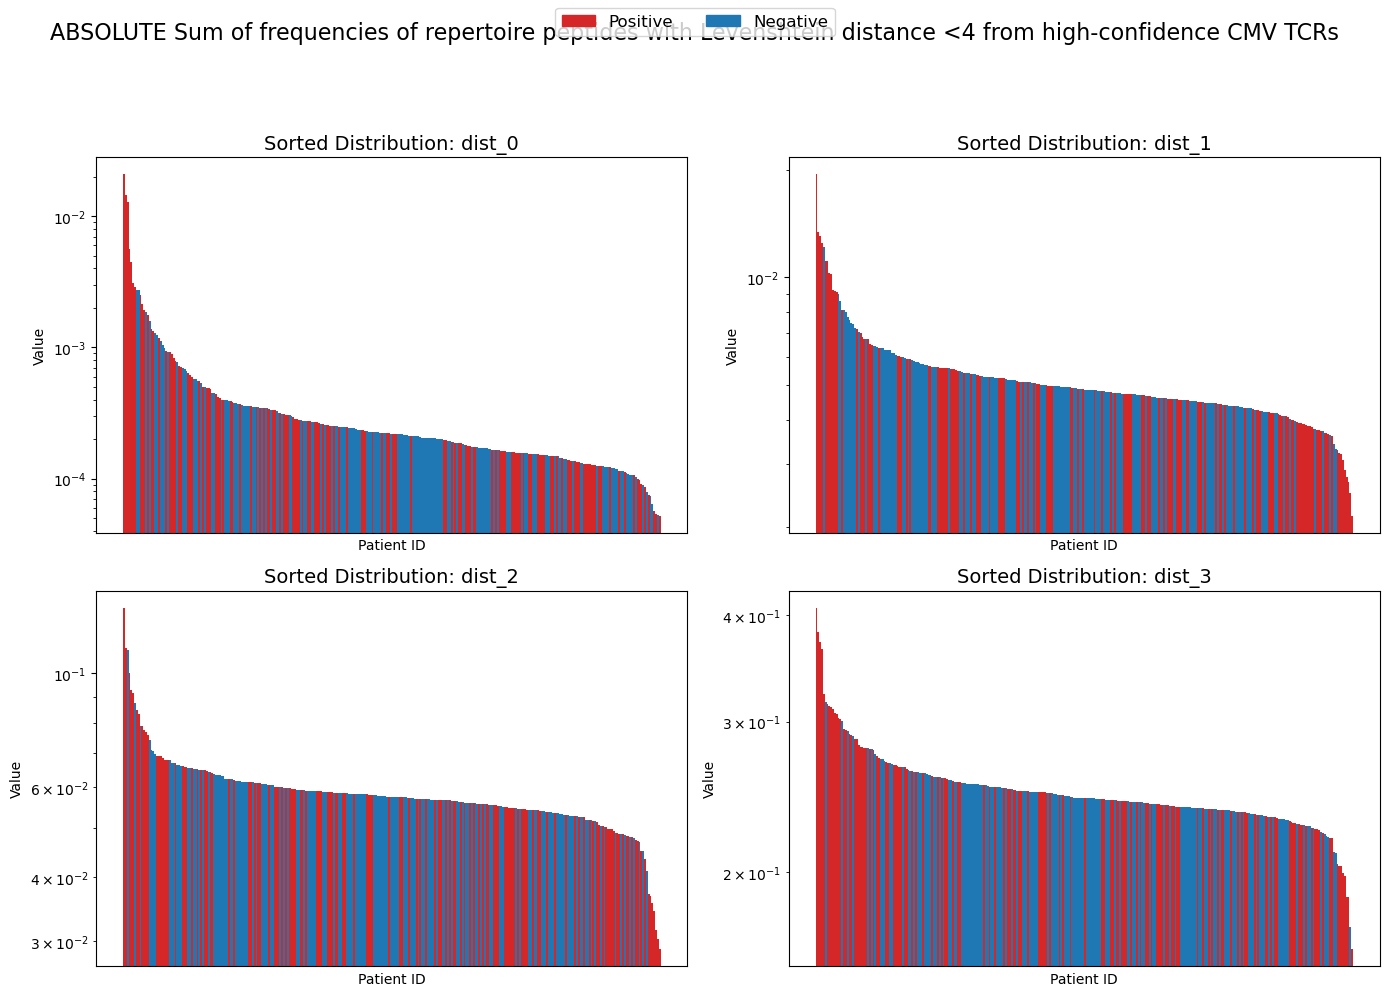 Positive
Negative
ABSOLUTE Sum of frequencies of repertoire peptides with Levenshtein distance <4 from high-confidence CMV TCRs
Sorted Distribution: dist_0
Sorted Distribution: dist_1
Value
10⁻²
10⁻³
10⁻⁴
Patient ID
Value
10⁻²
Patient ID
Sorted Distribution: dist_2
Sorted Distribution: dist_3
Value
10⁻¹
6 × 10⁻²
4 × 10⁻²
3 × 10⁻²
Patient ID
Value
4 × 10⁻¹
3 × 10⁻¹
2 × 10⁻¹
Patient ID